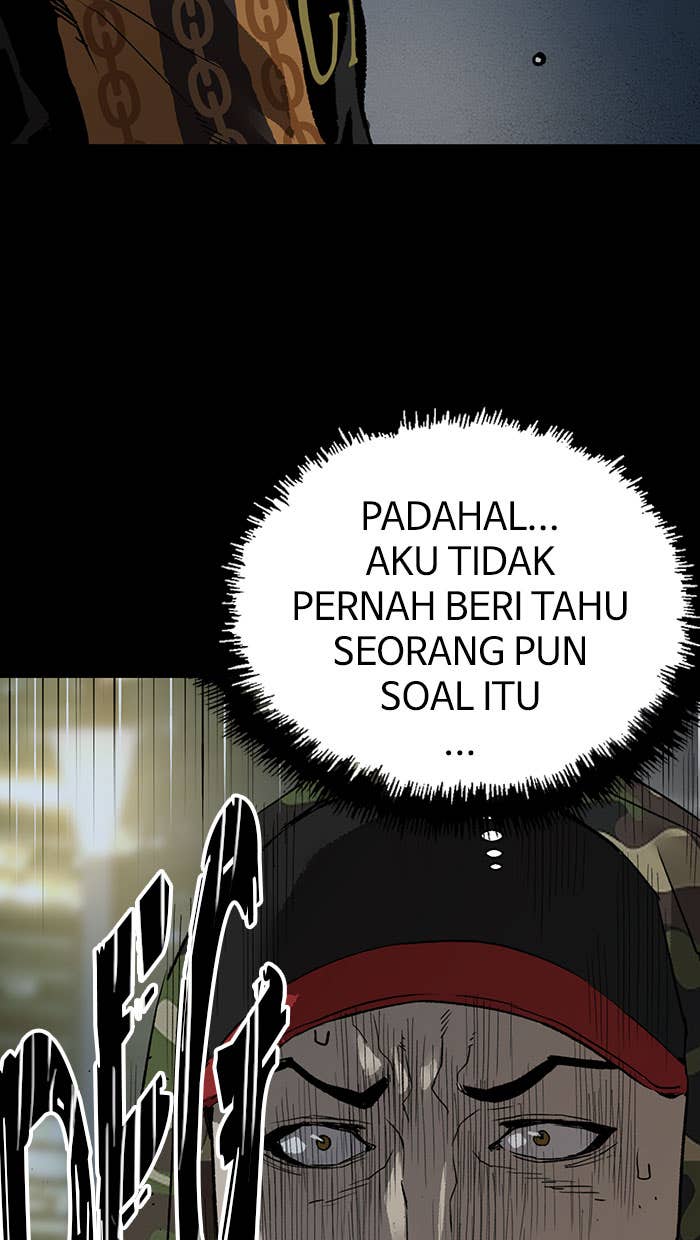 PADAHAL...
AKU TIDAK
PERNAH BERI TAHU
SEORANG PUN
SOAL ITU
...
DEG